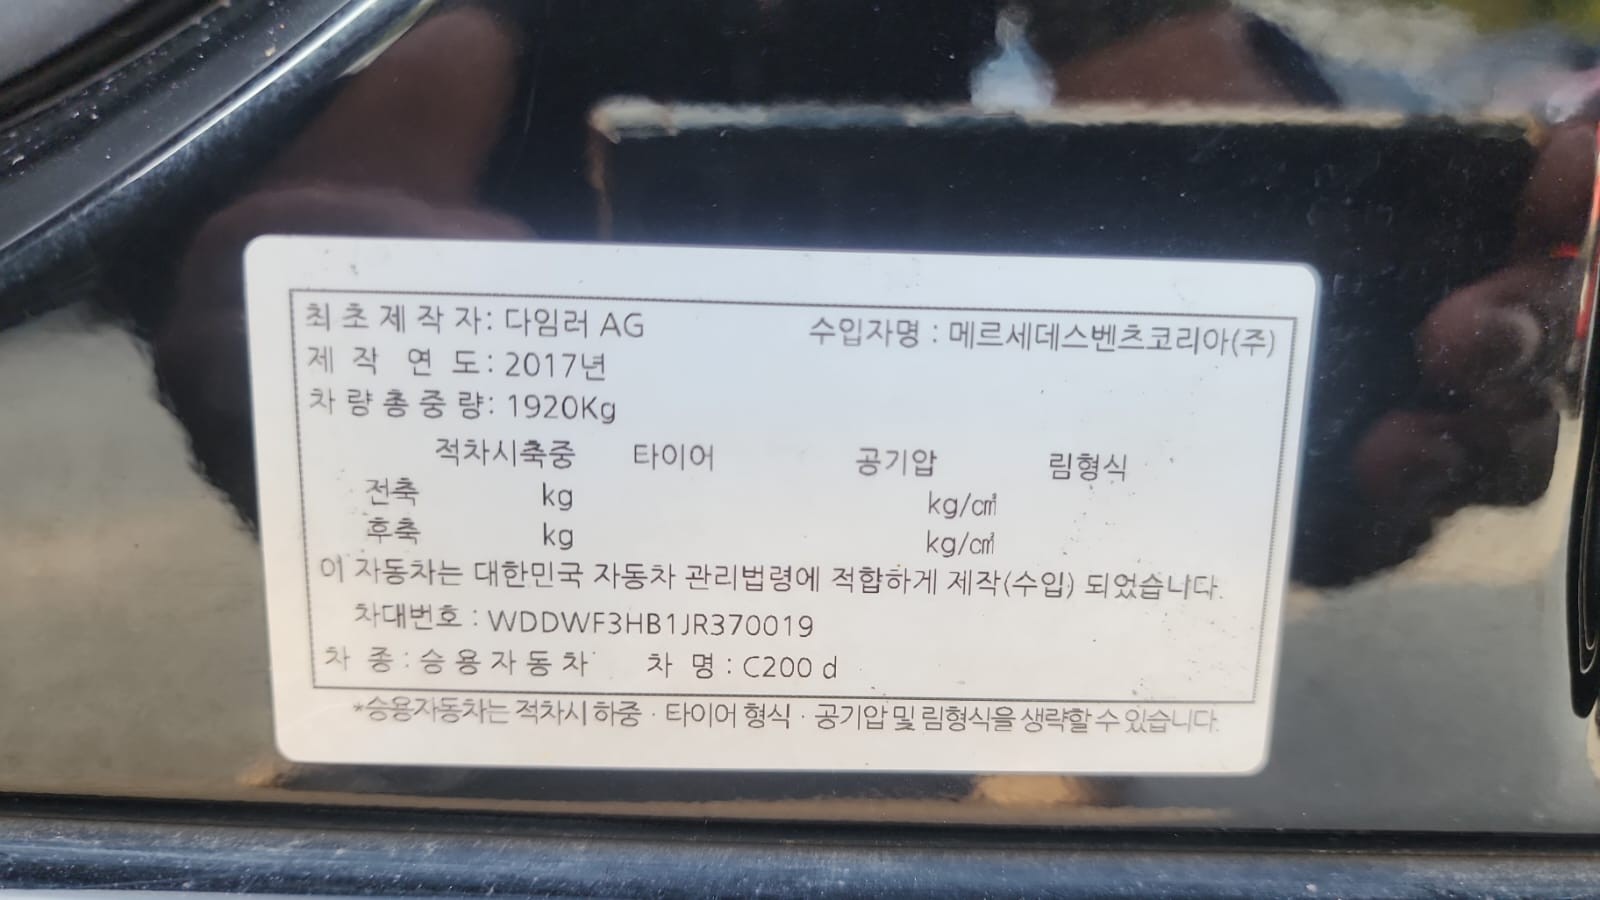 최초제작자: 다임러 AG 수입자명 : 메르세데스벤츠코리아(주)
제 작 연 도: 2017년
차량총중량: 1920Kg
적차시축중 타이어 공기압 림형식
전축 kg kg/㎠
후축 kg kg/㎠
이 자동차는 대한민국 자동차 관리법령에 적합하게 제작(수입) 되었습니다.
차대번호 : WDDWF3HB1JR370019
차 종 : 승용자동차 차 명 : C200 d
*승용자동차는 적차시 하중 · 타이어 형식 · 공기압 및 림형식을 생략할 수 있습니다.